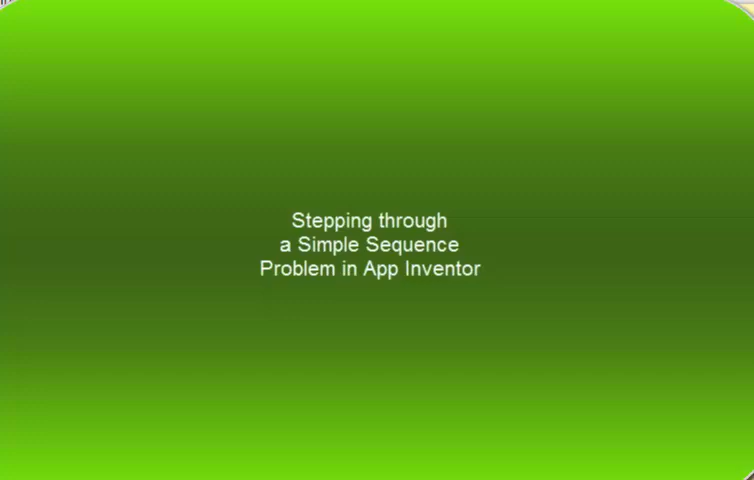 Stepping through
a Simple Sequence
Problem in App Inventor